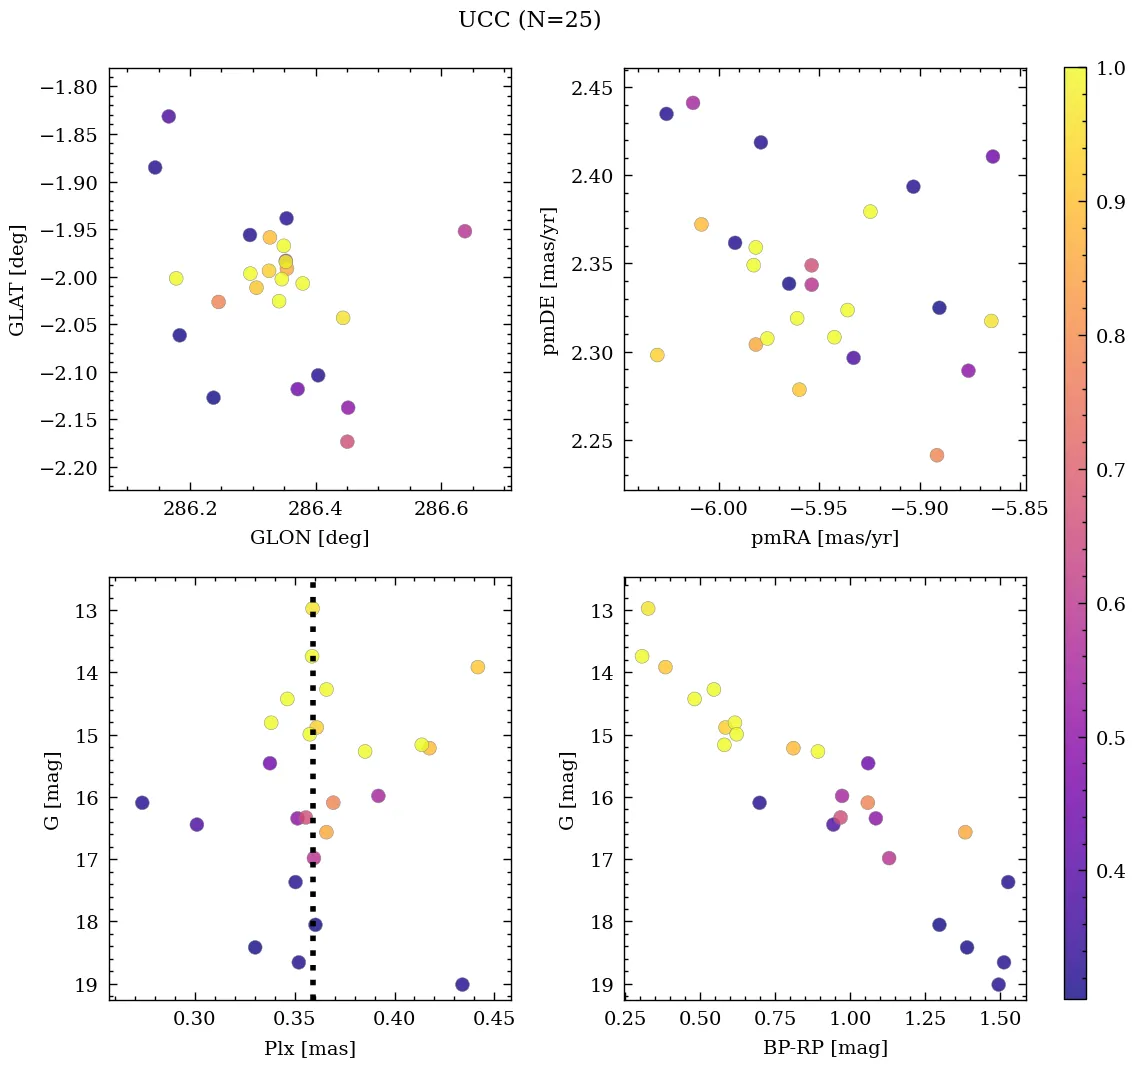 UCC (N=25)
−1.80
−1.85
−1.90
−1.95
−2.00
−2.05
−2.10
−2.15
−2.20
GLAT [deg]
286.2 286.4 286.6
GLON [deg]
2.45
2.40
2.35
2.30
2.25
pmDE [mas/yr]
−6.00 −5.95 −5.90 −5.85
pmRA [mas/yr]
13
14
15
16
17
18
19
G [mag]
0.30 0.35 0.40 0.45
Plx [mas]
13
14
15
16
17
18
19
G [mag]
0.25 0.50 0.75 1.00 1.25 1.50
BP-RP [mag]
1.0
0.9
0.8
0.7
0.6
0.5
0.4